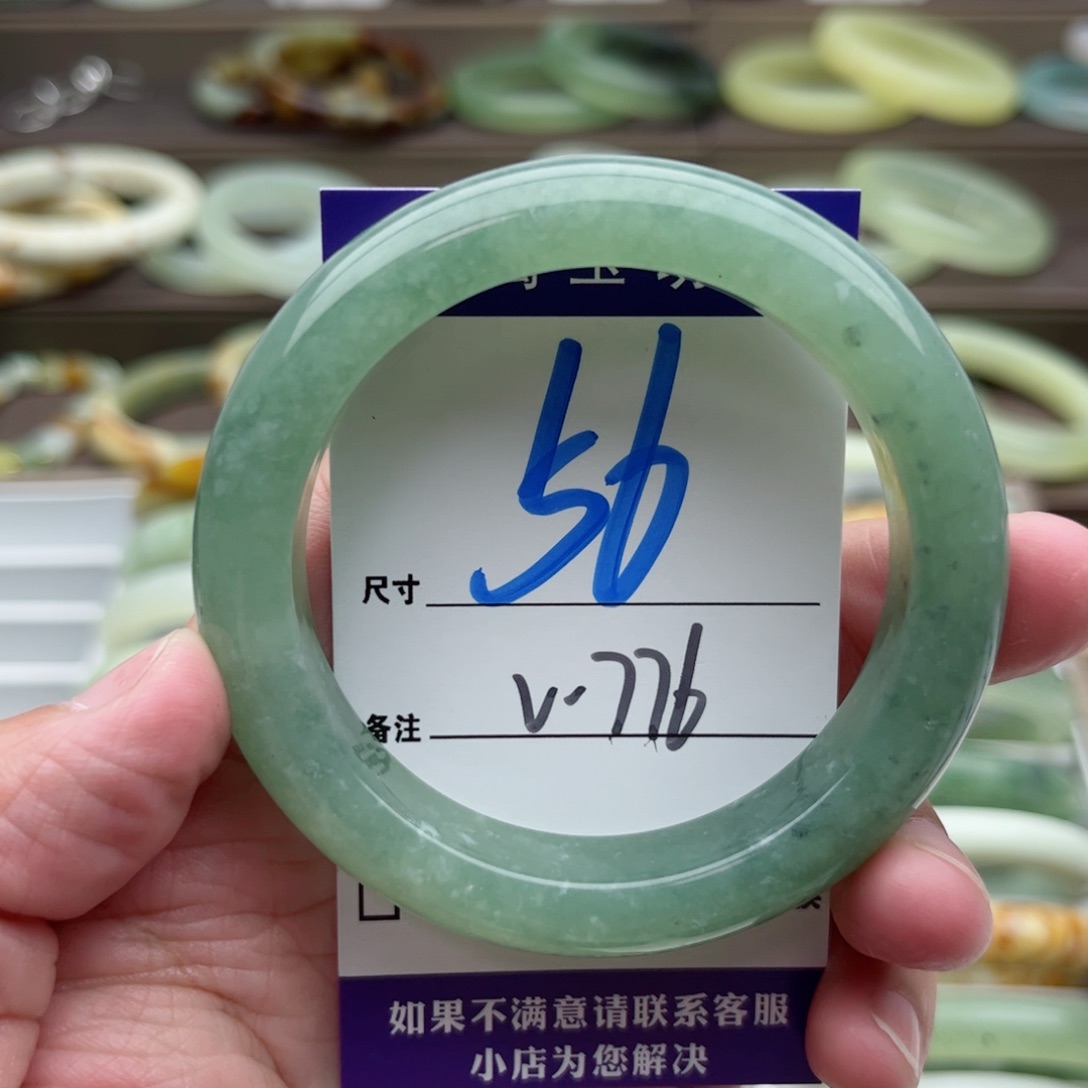 56
尺寸
v-776
备注
如果不满意请联系客服
小店为您解决